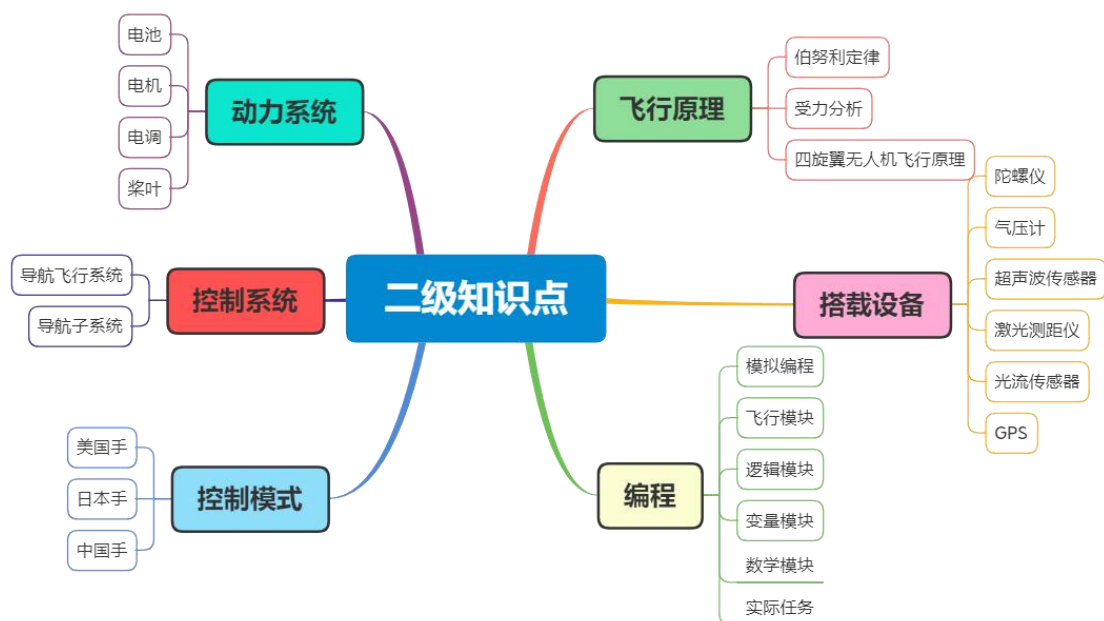 二级知识点
动力系统
电池
电机
电调
桨叶
控制系统
导航飞行系统
导航子系统
控制模式
美国手
日本手
中国手
飞行原理
伯努利定律
受力分析
四旋翼无人机飞行原理
搭载设备
陀螺仪
气压计
超声波传感器
激光测距仪
光流传感器
GPS
编程
模拟编程
飞行模块
逻辑模块
变量模块
数学模块
实际任务